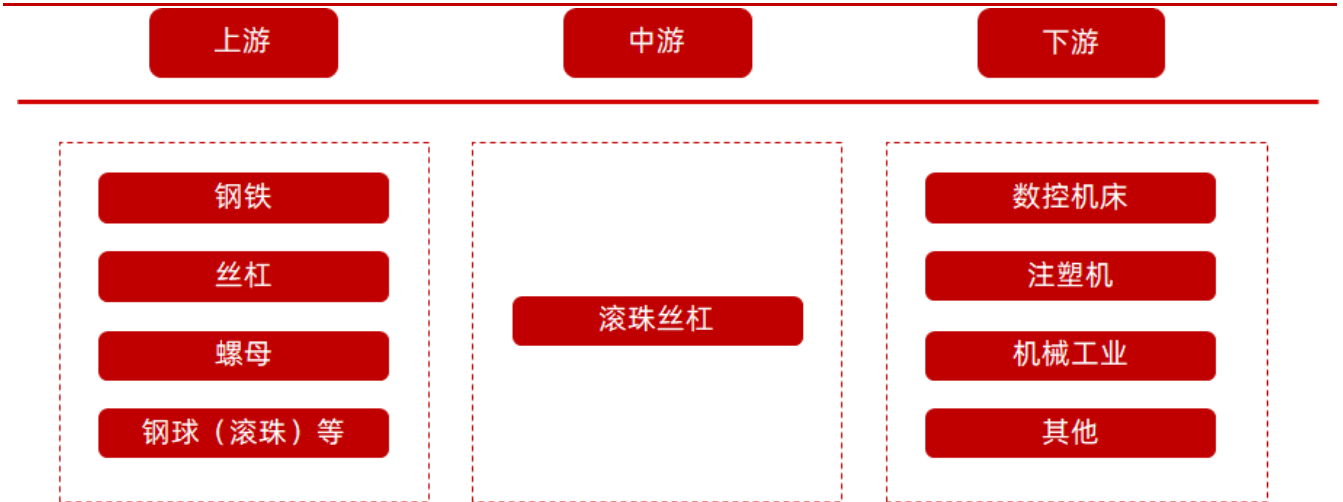 上游
中游
下游
钢铁
丝杠
螺母
钢球（滚珠）等
滚珠丝杠
数控机床
注塑机
机械工业
其他